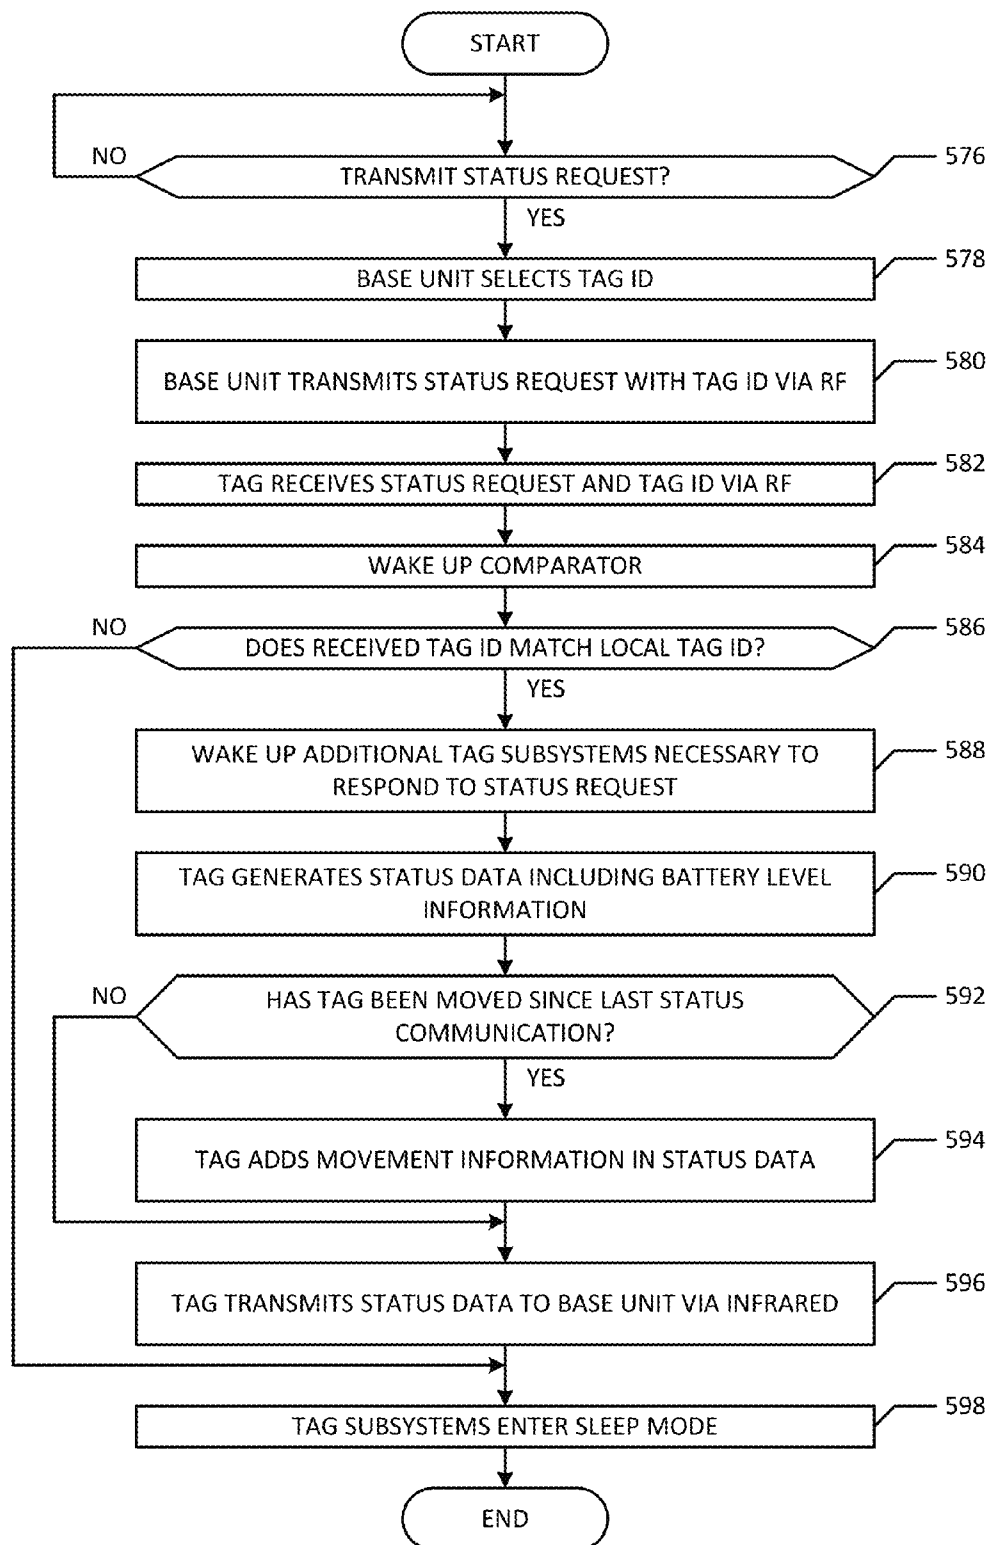 START
NO
TRANSMIT STATUS REQUEST?
576
YES
BASE UNIT SELECTS TAG ID
578
BASE UNIT TRANSMITS STATUS REQUEST WITH TAG ID VIA RF
580
TAG RECEIVES STATUS REQUEST AND TAG ID VIA RF
582
WAKE UP COMPARATOR
584
NO
DOES RECEIVED TAG ID MATCH LOCAL TAG ID?
586
YES
WAKE UP ADDITIONAL TAG SUBSYSTEMS NECESSARY TO
RESPOND TO STATUS REQUEST
588
TAG GENERATES STATUS DATA INCLUDING BATTERY LEVEL
INFORMATION
590
NO
HAS TAG BEEN MOVED SINCE LAST STATUS
COMMUNICATION?
592
YES
TAG ADDS MOVEMENT INFORMATION IN STATUS DATA
594
TAG TRANSMITS STATUS DATA TO BASE UNIT VIA INFRARED
596
TAG SUBSYSTEMS ENTER SLEEP MODE
598
END